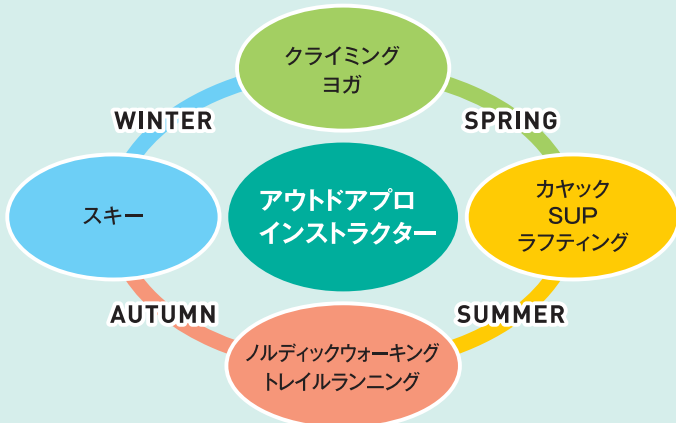 クライミング
ヨガ
WINTER
SPRING
スキー
アウトドアプロ
インストラクター
カヤック
SUP
ラフティング
AUTUMN
SUMMER
ノルディックウォーキング
トレイルランニング